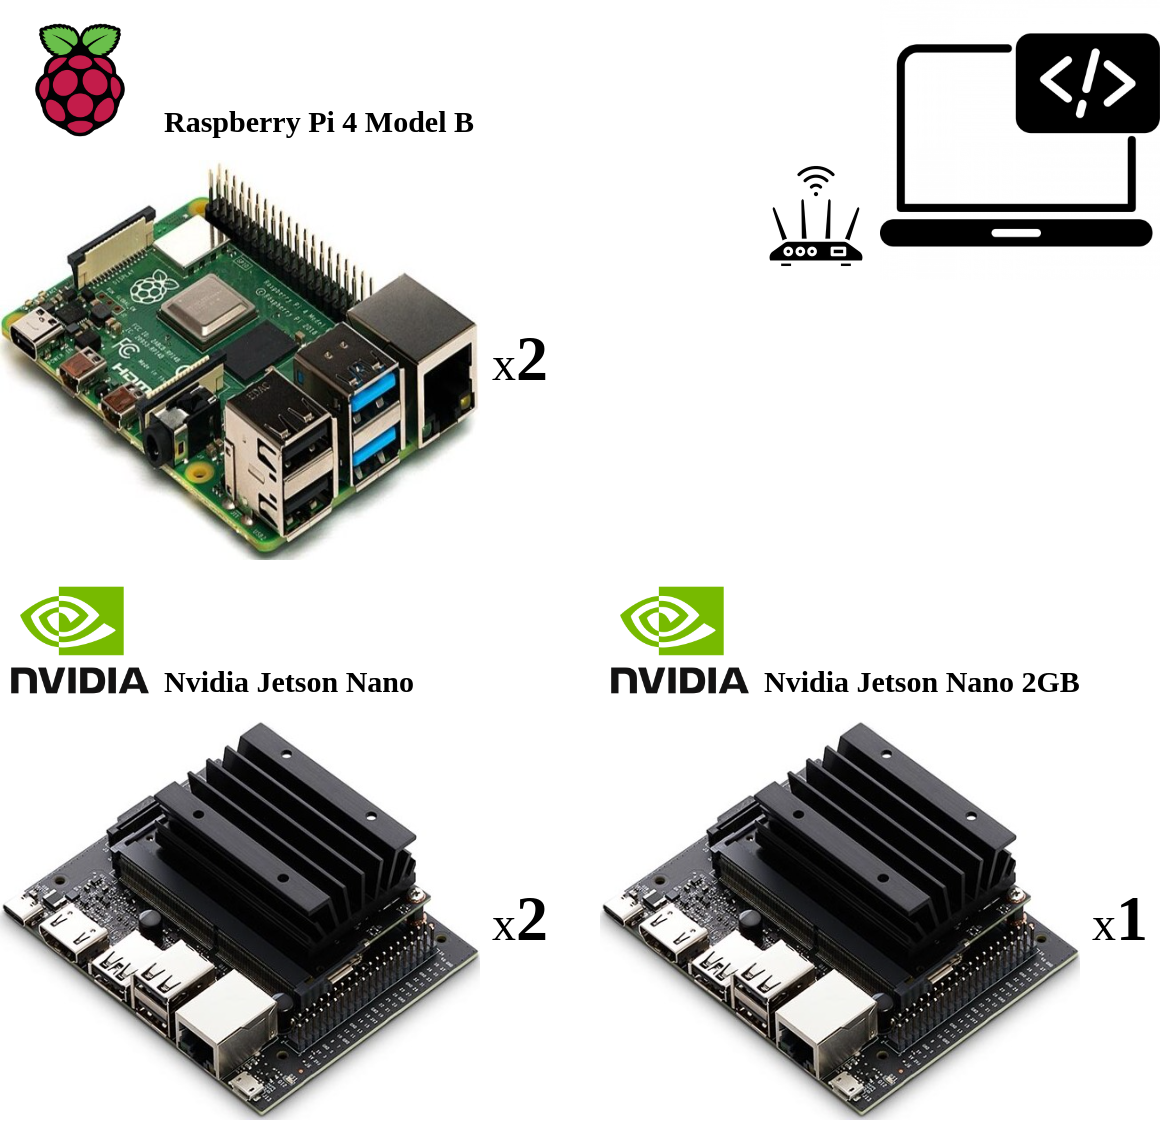 Raspberry Pi 4 Model B
</>
x2
NVIDIA
Nvidia Jetson Nano
x2
NVIDIA
Nvidia Jetson Nano 2GB
x1